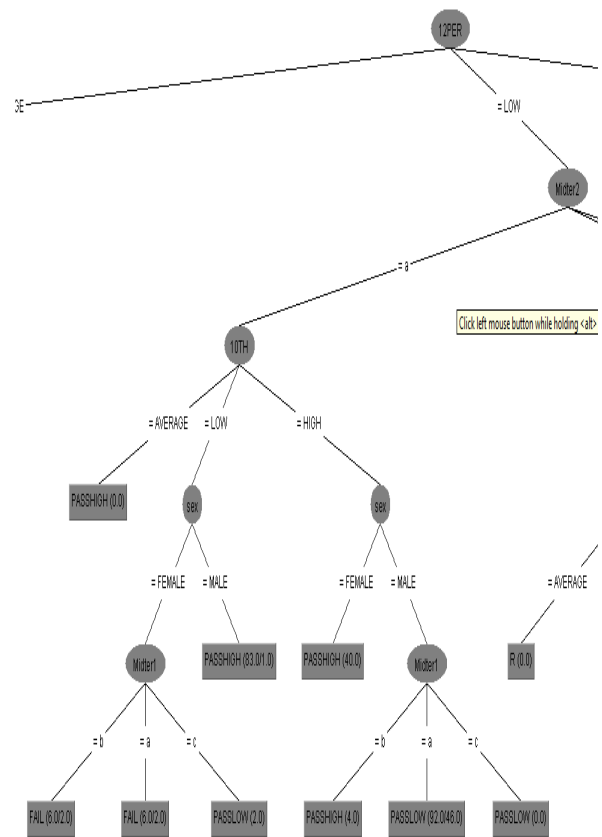 12PER
GE
= LOW
Midter2
= a
Click left mouse button while holding <alt>
10TH
= AVERAGE
= LOW
= HIGH
PASSHIGH (0.0)
sex
sex
= FEMALE
= MALE
= FEMALE
= MALE
= AVERAGE
Midter1
PASSHIGH (83.0/1.0)
PASSHIGH (40.0)
Midter1
R (0.0)
= b
= a
= c
= b
= a
= c
FAIL (6.0/2.0)
FAIL (6.0/2.0)
PASSLOW (2.0)
PASSHIGH (4.0)
PASSLOW (92.0/46.0)
PASSLOW (0.0)